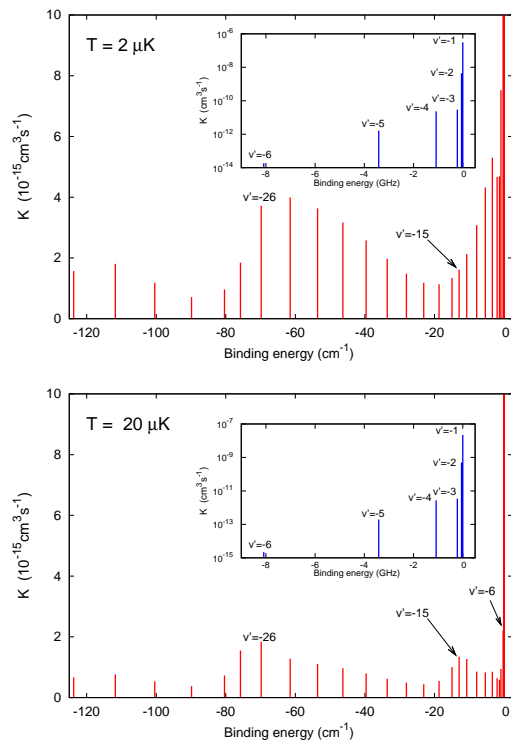 T = 2 μK
K (10⁻¹⁵cm³s⁻¹)
10
8
6
4
2
0
-120 -100 -80 -60 -40 -20 0
Binding energy (cm⁻¹)
v'=-26
v'=-15
K (cm³s⁻¹)
10⁻⁶
10⁻⁸
10⁻¹⁰
10⁻¹²
10⁻¹⁴
v'=-1
v'=-2
v'=-3
v'=-4
v'=-5
v'=-6
-8 -6 -4 -2 0
Binding energy (GHz)
T = 20 μK
K (10⁻¹⁵cm³s⁻¹)
10
8
6
4
2
0
-120 -100 -80 -60 -40 -20 0
Binding energy (cm⁻¹)
v'=-26
v'=-15
v'=-6
K (cm³s⁻¹)
10⁻⁷
10⁻⁹
10⁻¹¹
10⁻¹³
10⁻¹⁵
v'=-1
v'=-2
v'=-3
v'=-4
v'=-5
v'=-6
-8 -6 -4 -2 0
Binding energy (GHz)